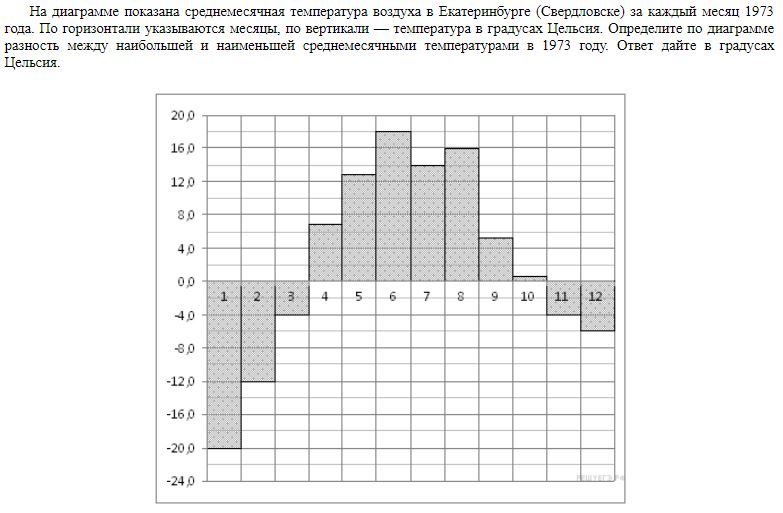 На диаграмме показана среднемесячная температура воздуха в Екатеринбурге (Свердловске) за каждый месяц 1973
года. По горизонтали указываются месяцы, по вертикали — температура в градусах Цельсия. Определите по диаграмме
разность между наибольшей и наименьшей среднемесячными температурами в 1973 году. Ответ дайте в градусах
Цельсия.
20,0
16,0
12,0
8,0
4,0
0,0
1 2 3 4 5 6 7 8 9 10 11 12
-4,0
-8,0
-12,0
-16,0
-20,0
-24,0
РЕШУЕГЭ.РФ